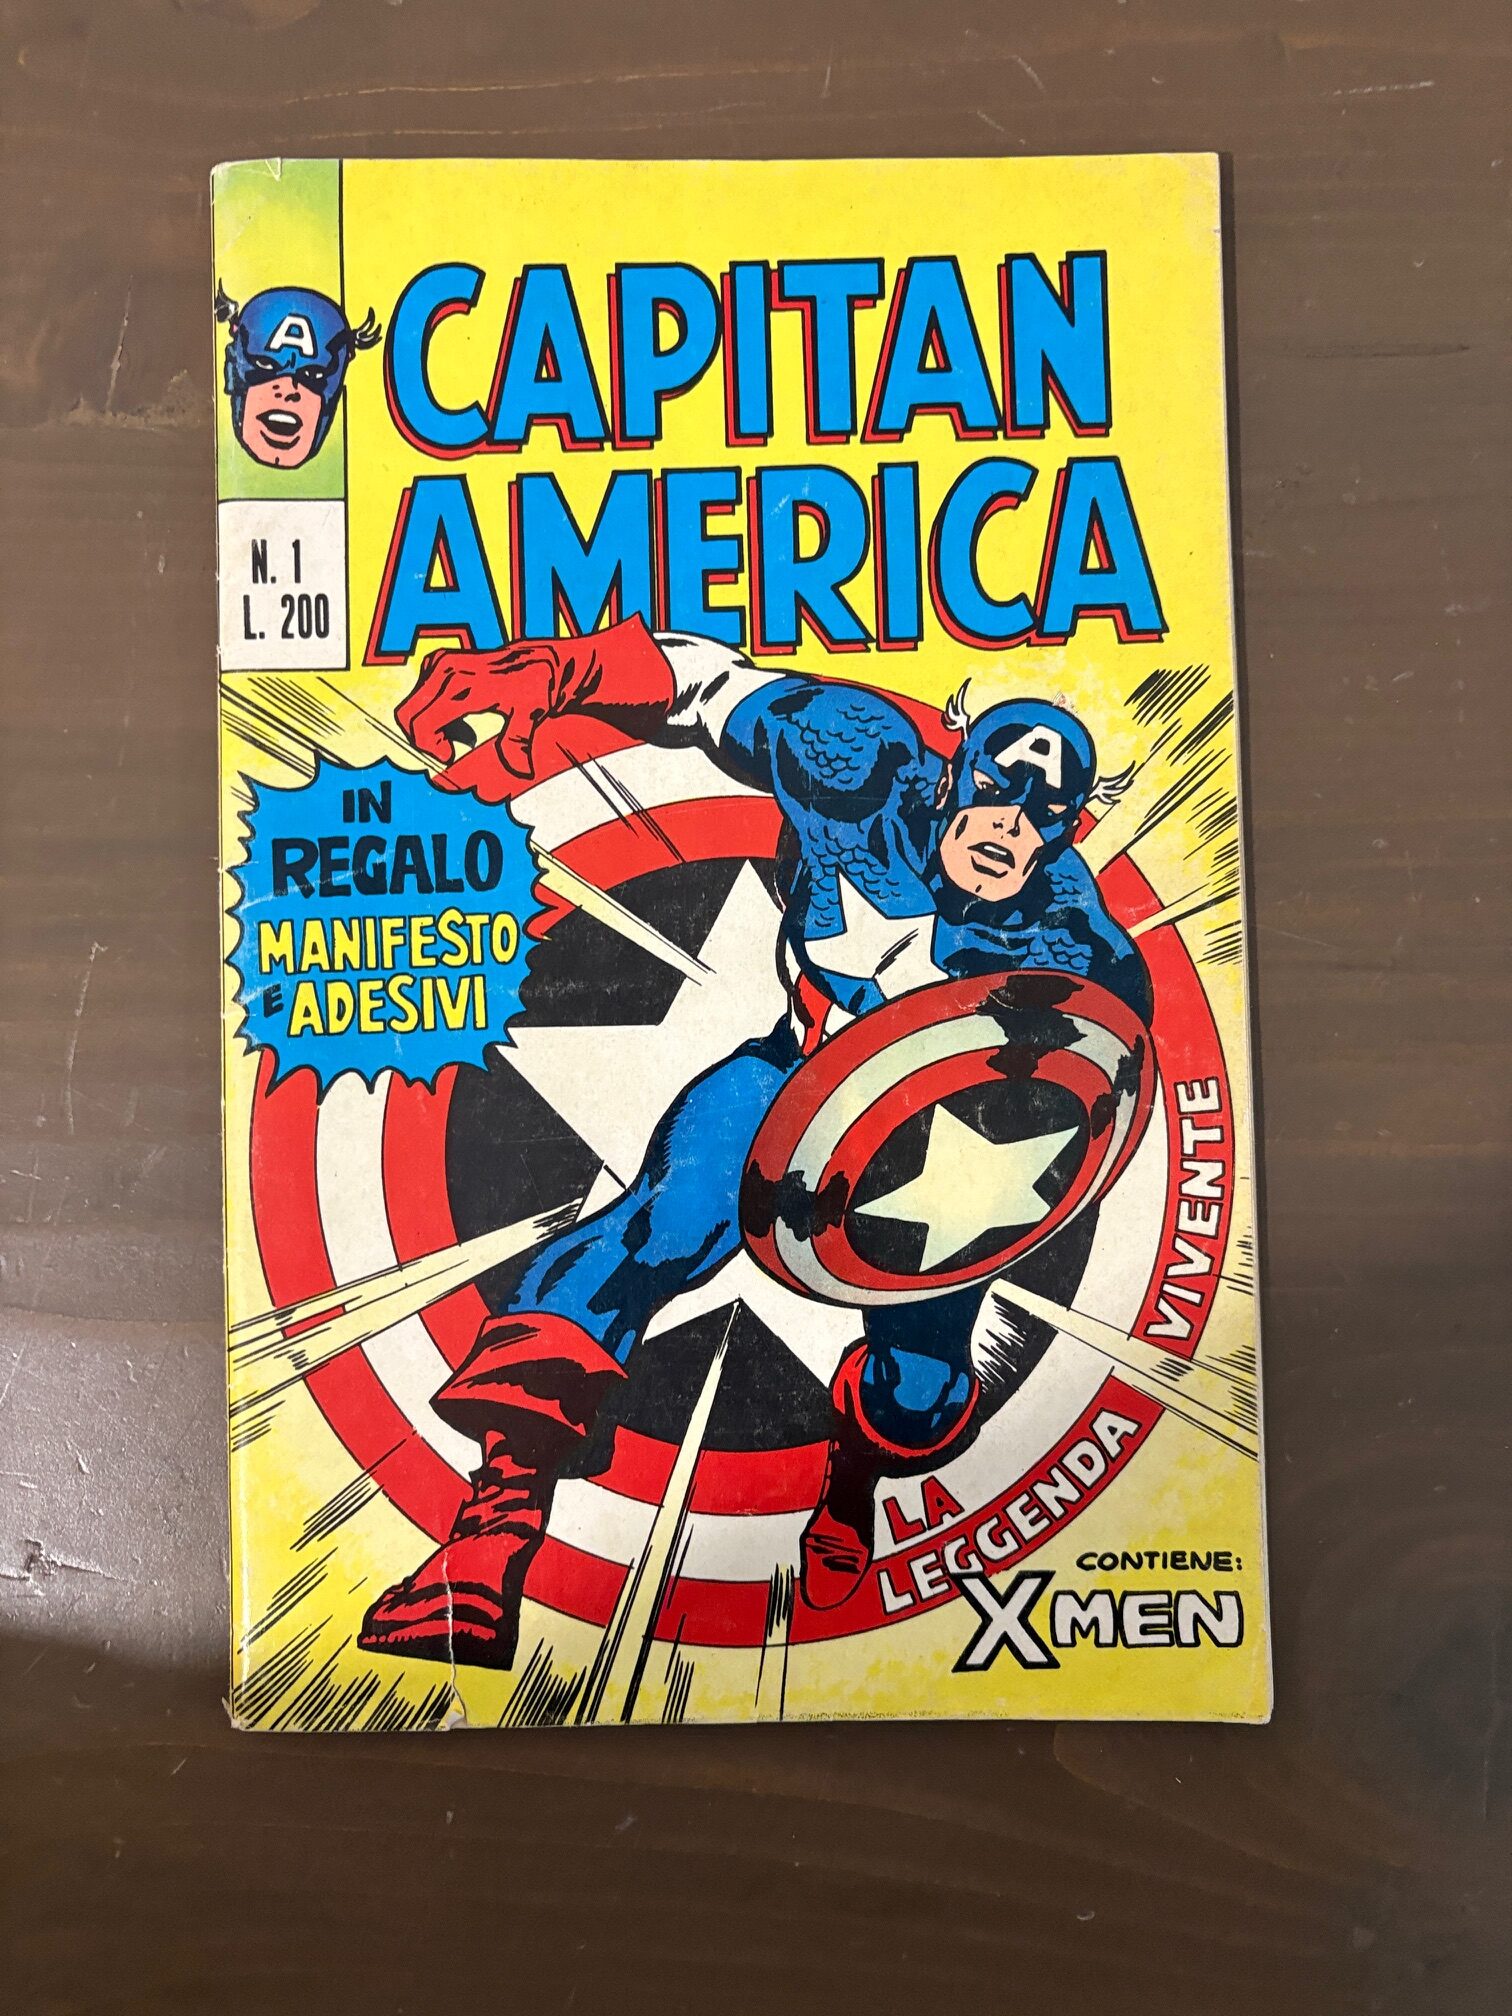 CAPITAN
AMERICA
A
N. 1
L. 200
A
IN
REGALO
MANIFESTO
E ADESIVI
LA
LEGGENDA
VIVENTE
CONTIENE:
X MEN